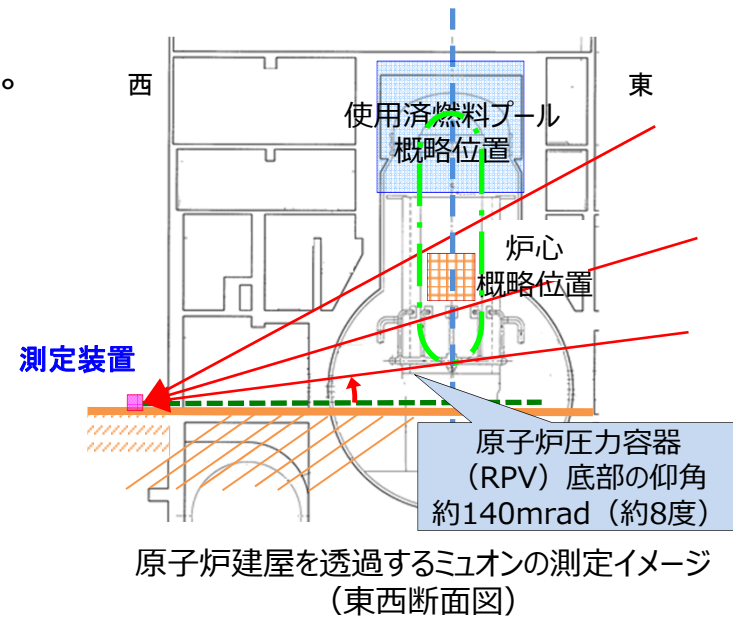 。
西
東
使用済燃料プール
概略位置
炉心
概略位置
測定装置
原子炉圧力容器
（RPV）底部の仰角
約140mrad（約8度）
原子炉建屋を透過するミュオンの測定イメージ
（東西断面図）